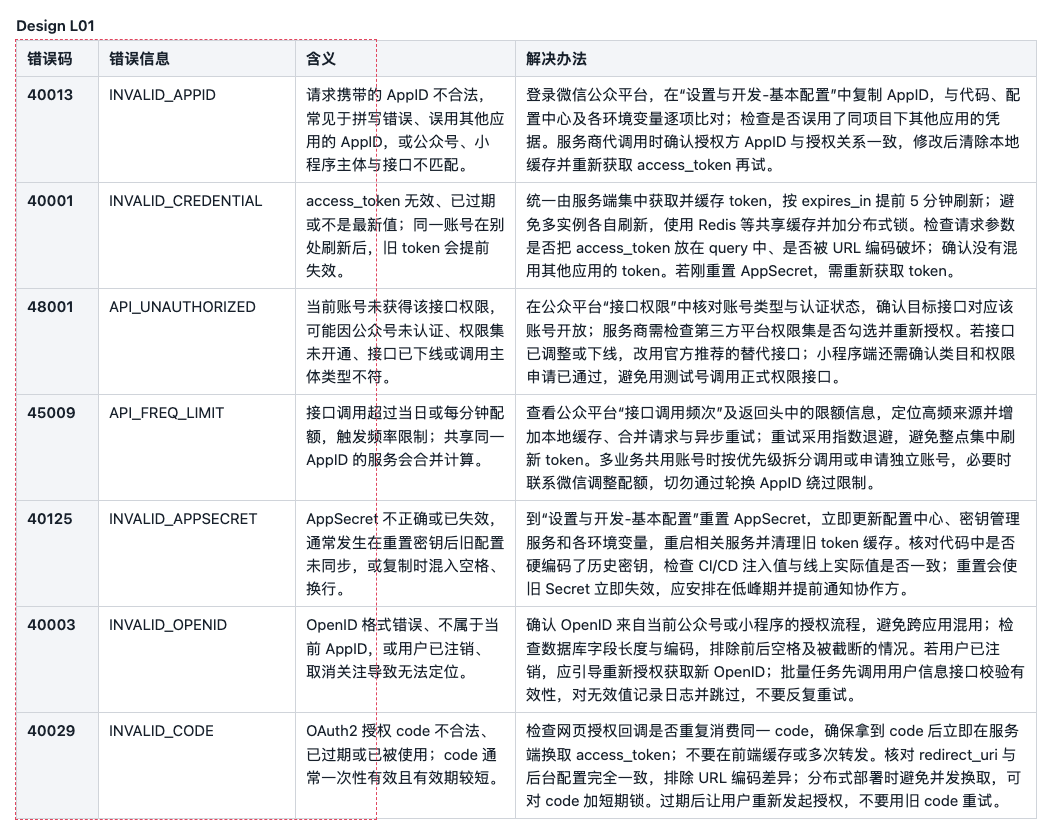 Design L01
错误码 错误信息 含义 解决办法
40013 INVALID_APPID
请求携带的 AppID 不合法，
常见于拼写错误、误用其他应
用的 AppID，或公众号、小
程序主体与接口不匹配。
登录微信公众平台，在“设置与开发-基本配置”中复制 AppID，与代码、配
置中心及各环境变量逐项比对；检查是否误用了同项目下其他应用的凭
据。服务商代调用时确认授权方 AppID 与授权关系一致，修改后清除本地
缓存并重新获取 access_token 再试。
40001 INVALID_CREDENTIAL
access_token 无效、已过期
或不是最新值；同一账号在别
处刷新后，旧 token 会提前
失效。
统一由服务端集中获取并缓存 token，按 expires_in 提前 5 分钟刷新；避
免多实例各自刷新，使用 Redis 等共享缓存并加分布式锁。检查请求参数
是否把 access_token 放在 query 中、是否被 URL 编码破坏；确认没有混
用其他应用的 token。若刚重置 AppSecret，需重新获取 token。
48001 API_UNAUTHORIZED
当前账号未获得该接口权限，
可能因公众号未认证、权限集
未开通、接口已下线或调用主
体类型不符。
在公众平台“接口权限”中核对账号类型与认证状态，确认目标接口对应该
账号开放；服务商需检查第三方平台权限集是否勾选并重新授权。若接口
已调整或下线，改用官方推荐的替代接口；小程序端还需确认类目和权限
申请已通过，避免用测试号调用正式权限接口。
45009 API_FREQ_LIMIT
接口调用超过当日或每分钟配
额，触发频率限制；共享同一
AppID 的服务会合并计算。
查看公众平台“接口调用频次”及返回头中的限额信息，定位高频来源并增
加本地缓存、合并请求与异步重试；重试采用指数退避，避免整点集中刷
新 token。多业务共用账号时按优先级拆分调用或申请独立账号，必要时
联系微信调整配额，切勿通过轮换 AppID 绕过限制。
40125 INVALID_APPSECRET
AppSecret 不正确或已失效，
通常发生在重置密钥后旧配置
未同步，或复制时混入空格、
换行。
到“设置与开发-基本配置”重置 AppSecret，立即更新配置中心、密钥管理
服务和各环境变量，重启相关服务并清理旧 token 缓存。核对代码中是否
硬编码了历史密钥，检查 CI/CD 注入值与线上实际值是否一致；重置会使
旧 Secret 立即失效，应安排在低峰期并提前通知协作方。
40003 INVALID_OPENID
OpenID 格式错误、不属于当
前 AppID，或用户已注销、
取消关注导致无法定位。
确认 OpenID 来自当前公众号或小程序的授权流程，避免跨应用混用；检
查数据库字段长度与编码，排除前后空格及被截断的情况。若用户已注
销，应引导重新授权获取新 OpenID；批量任务先调用用户信息接口校验有
效性，对无效值记录日志并跳过，不要反复重试。
40029 INVALID_CODE
OAuth2 授权 code 不合法、
已过期或已被使用；code 通
常一次性有效且有效期较短。
检查网页授权回调是否重复消费同一 code，确保拿到 code 后立即在服务
端换取 access_token；不要在前端缓存或多次转发。核对 redirect_uri 与
后台配置完全一致，排除 URL 编码差异；分布式部署时避免并发换取，可
对 code 加短期锁。过期后让用户重新发起授权，不要用旧 code 重试。